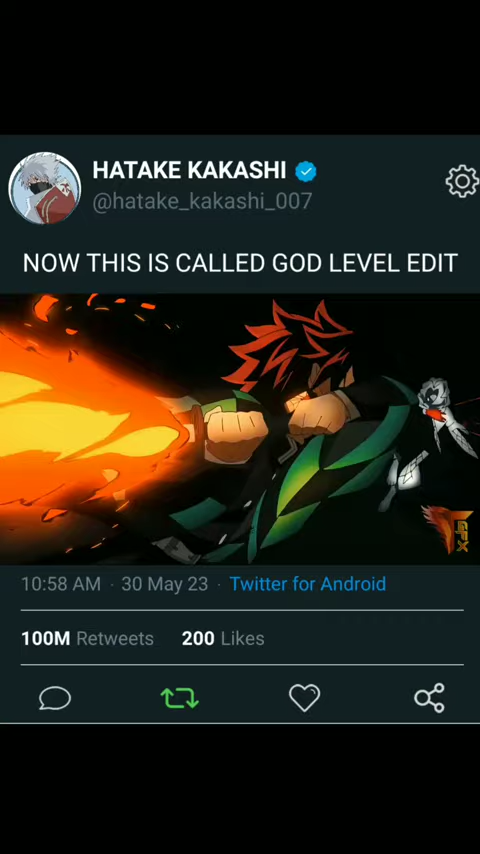 HATAKE KAKASHI
@hatake_kakashi_007
NOW THIS IS CALLED GOD LEVEL EDIT
10:58 AM · 30 May 23 · Twitter for Android
100M Retweets 200 Likes